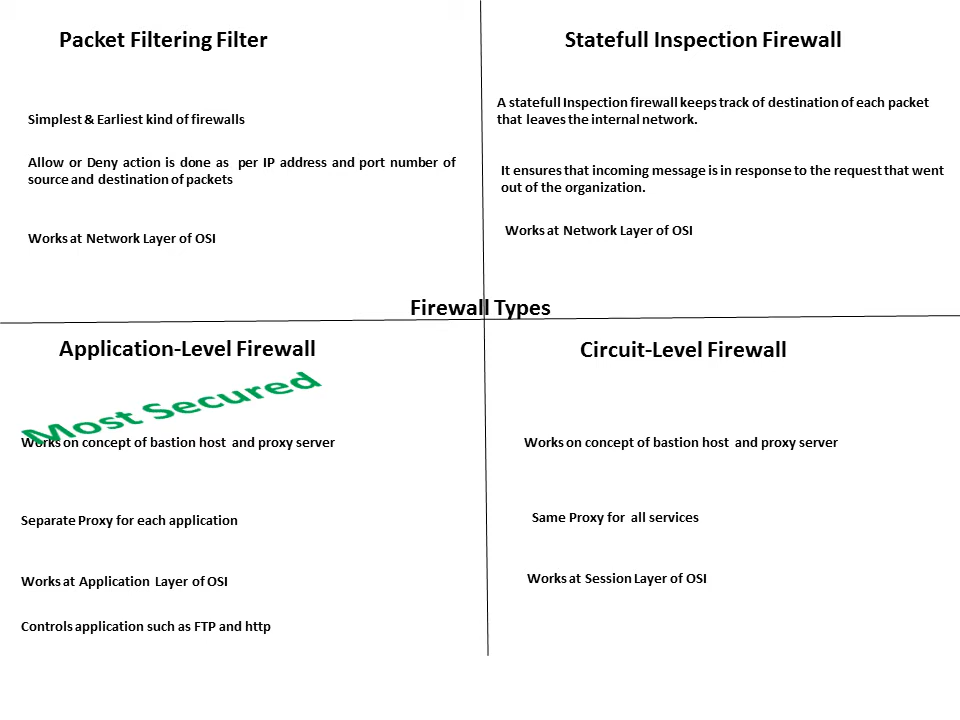 Packet Filtering Filter
Simplest & Earliest kind of firewalls
Allow or Deny action is done as per IP address and port number of
source and destination of packets
Works at Network Layer of OSI
Statefull Inspection Firewall
A statefull Inspection firewall keeps track of destination of each packet
that leaves the internal network.
It ensures that incoming message is in response to the request that went
out of the organization.
Works at Network Layer of OSI
Firewall Types
Application-Level Firewall
Most Secured
Works on concept of bastion host and proxy server
Separate Proxy for each application
Works at Application Layer of OSI
Controls application such as FTP and http
Circuit-Level Firewall
Works on concept of bastion host and proxy server
Same Proxy for all services
Works at Session Layer of OSI